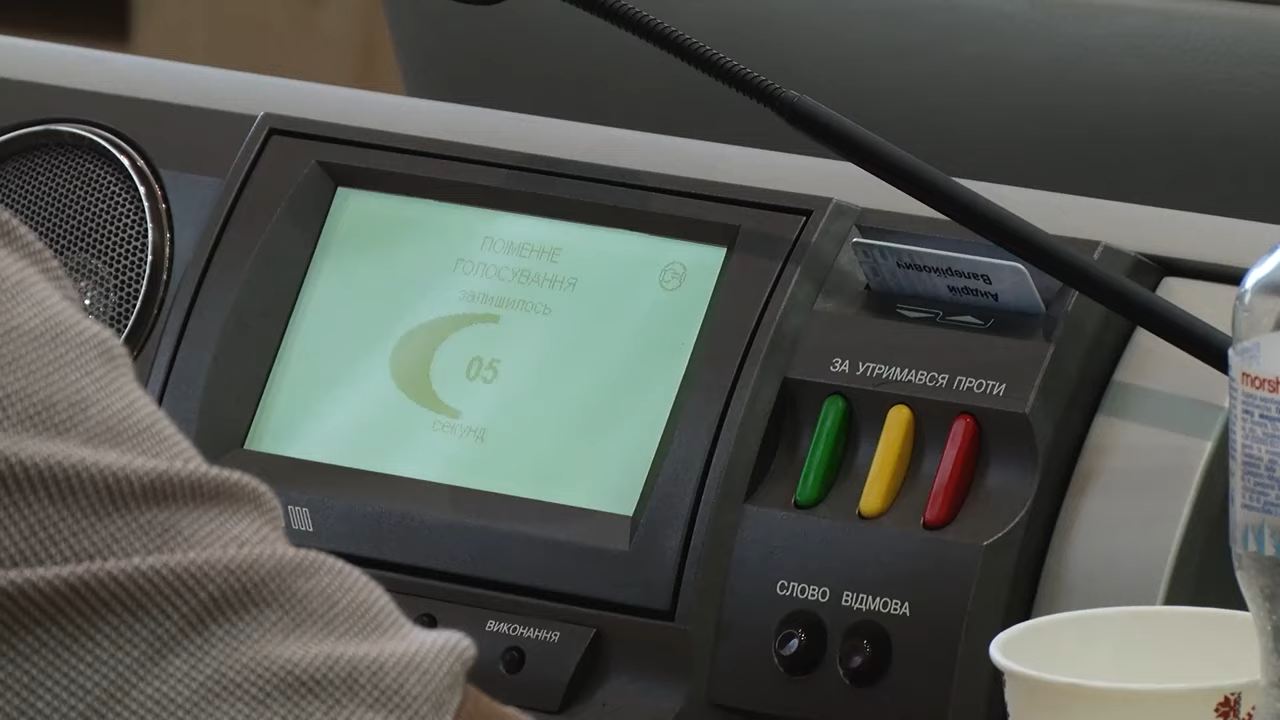 ПОІМЕННЕ
ГОЛОСУВАННЯ
залишилось
05
секунд
Андрій
Валерійович
ЗА УТРИМАВСЯ ПРОТИ
СЛОВО ВІДМОВА
ВИКОНАННЯ
morsh